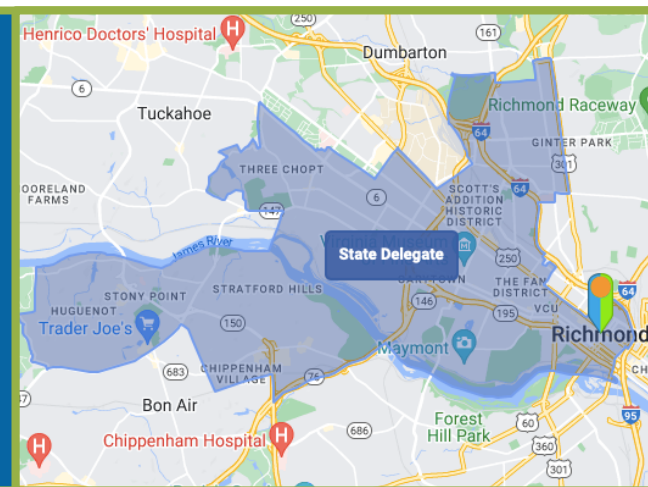 250
161
Henrico Doctors' Hospital
H
Dumbarton
6
Tuckahoe
Richmond Raceway
64
GINTER PARK
301
THREE CHOPT
OORELAND
FARMS
147
6
SCOTT'S
ADDITION
HISTORIC
DISTRICT
64
James River
Museum
State Delegate
250
STONY POINT
STRATFORD HILLS
THE FAN
DISTRICT
64
HUGUENOT
Trader Joe's
146
195
VCU
150
Richmond
Maymont
683
CHIPPENHAM
VILLAGE
76
CH
Bon Air
Forest
Hill Park
60
95
686
Chippenham Hospital
H
H
360
301